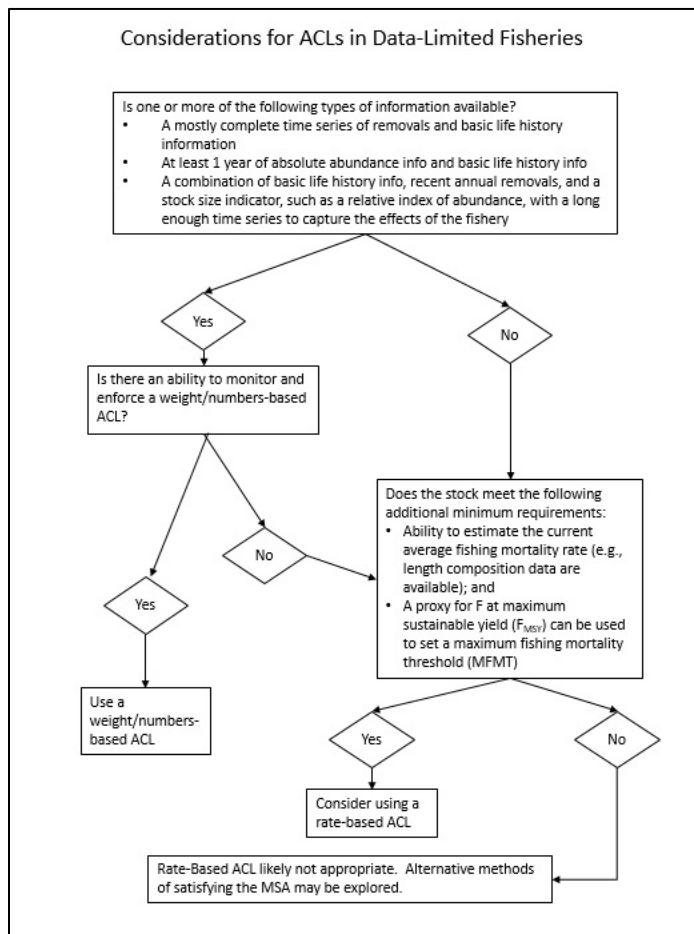 Considerations for ACLs in Data-Limited Fisheries
Is one or more of the following types of information available?
• A mostly complete time series of removals and basic life history
information
• At least 1 year of absolute abundance info and basic life history info
• A combination of basic life history info, recent annual removals, and a
stock size indicator, such as a relative index of abundance, with a long
enough time series to capture the effects of the fishery
Yes
No
Is there an ability to monitor and
enforce a weight/numbers-based
ACL?
Does the stock meet the following
additional minimum requirements:
• Ability to estimate the current
average fishing mortality rate (e.g.,
length composition data are
available); and
• A proxy for F at maximum
sustainable yield (FMSY) can be used
to set a maximum fishing mortality
threshold (MFMT)
No
Yes
Use a
weight/numbers-
based ACL
Yes
No
Consider using a
rate-based ACL
Rate-Based ACL likely not appropriate. Alternative methods
of satisfying the MSA may be explored.